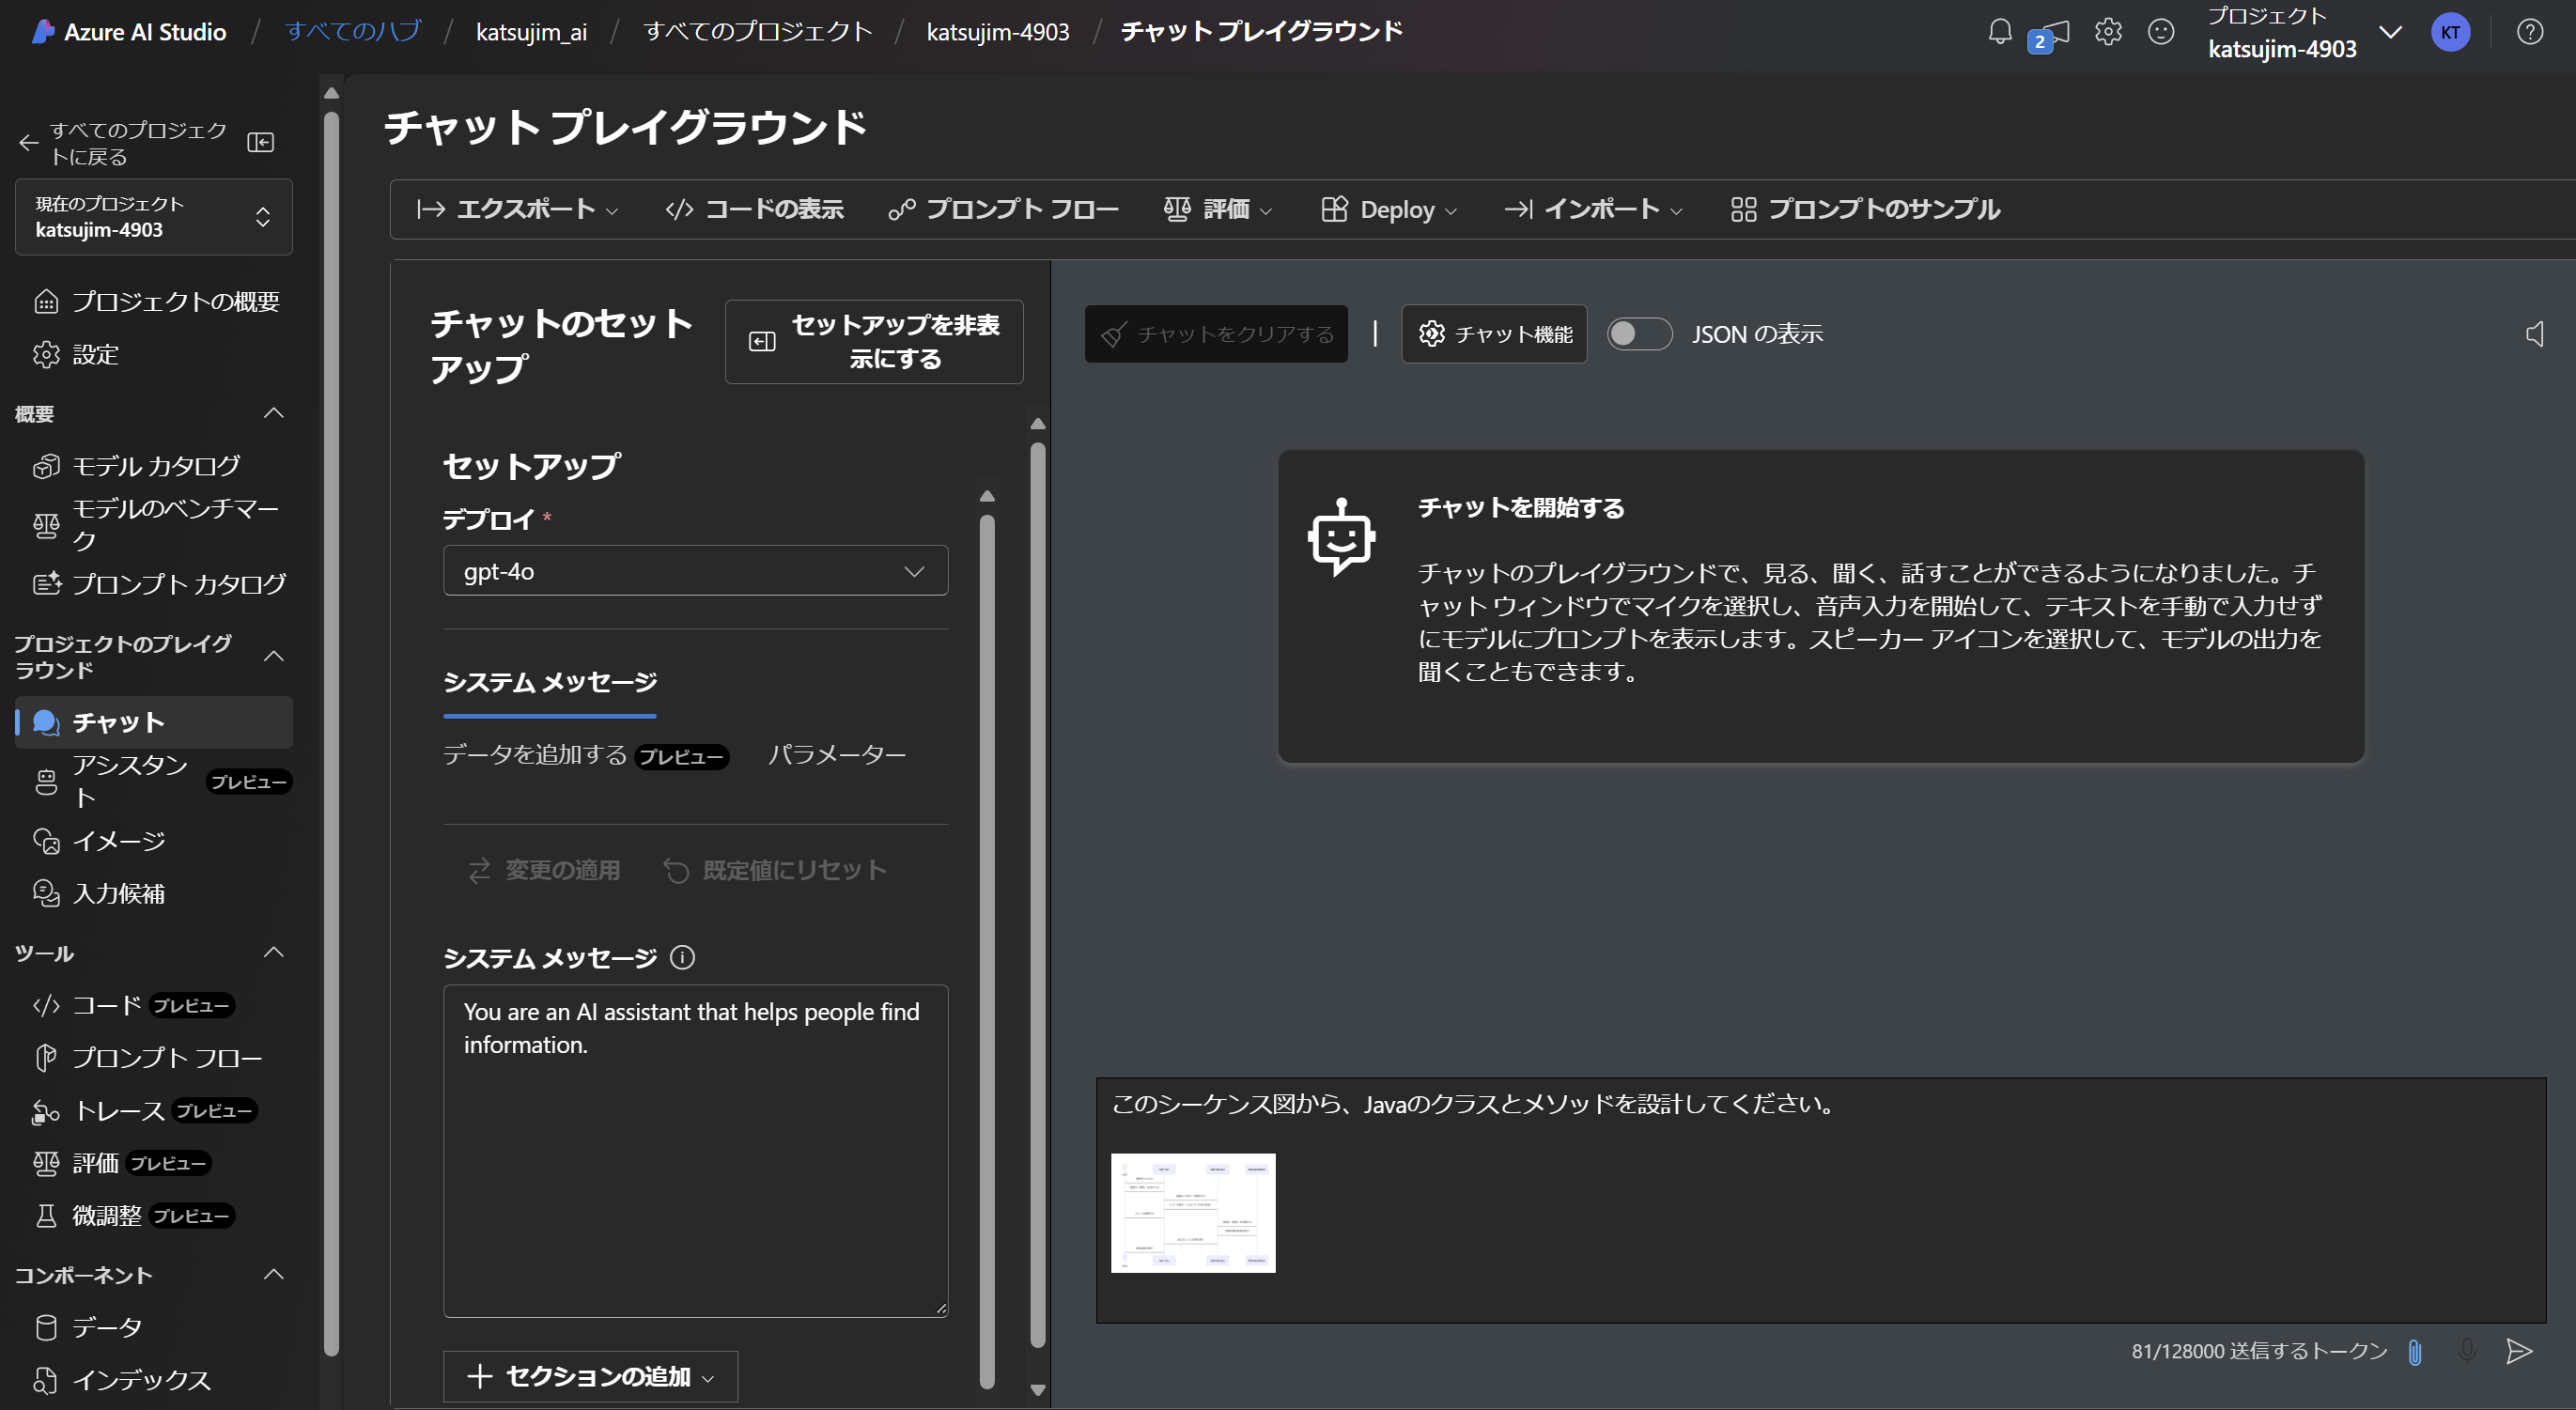 Azure AI Studio / すべてのハブ / katsujim_ai / すべてのプロジェクト / katsujim-4903 / チャット プレイグラウンド
2
プロジェクト
katsujim-4903
KT
すべてのプロジェク
トに戻る
現在のプロジェクト
katsujim-4903
プロジェクトの概要
設定
概要
モデル カタログ
モデルのベンチマー
ク
プロンプト カタログ
プロジェクトのプレイグ
ラウンド
チャット
アシスタン
ト
プレビュー
イメージ
入力候補
ツール
コード プレビュー
プロンプト フロー
トレース プレビュー
評価 プレビュー
微調整 プレビュー
コンポーネント
データ
インデックス
チャット プレイグラウンド
エクスポート
コードの表示
プロンプト フロー
評価
Deploy
インポート
プロンプトのサンプル
チャットのセット
アップ
セットアップを非表
示にする
セットアップ
デプロイ *
gpt-4o
システム メッセージ
データを追加する プレビュー
パラメーター
変更の適用
既定値にリセット
システム メッセージ
You are an AI assistant that helps people find
information.
セクションの追加
チャットをクリアする
チャット機能
JSON の表示
チャットを開始する
チャットのプレイグラウンドで、見る、聞く、話すことができるようになりました。チ
ャット ウィンドウでマイクを選択し、音声入力を開始して、テキストを手動で入力せず
にモデルにプロンプトを表示します。スピーカー アイコンを選択して、モデルの出力を
聞くこともできます。
このシーケンス図から、Javaのクラスとメソッドを設計してください。
81/128000 送信するトークン